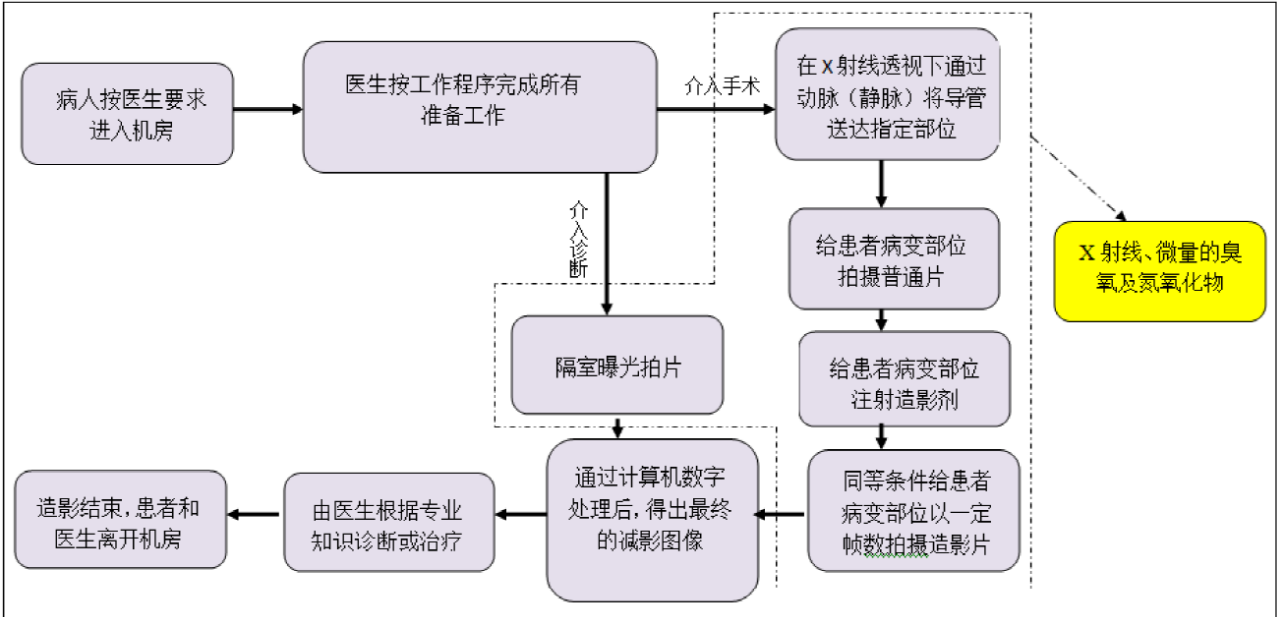 病人按医生要求
进入机房
医生按工作程序完成所有
准备工作
介入手术
在X射线透视下通过
动脉（静脉）将导管
送达指定部位
介入诊断
给患者病变部位
拍摄普通片
X 射线、微量的臭
氧及氮氧化物
隔室曝光拍片
给患者病变部位
注射造影剂
同等条件给患者
病变部位以一定
帧数拍摄造影片
通过计算机数字
处理后，得出最终
的减影图像
由医生根据专业
知识诊断或治疗
造影结束，患者和
医生离开机房